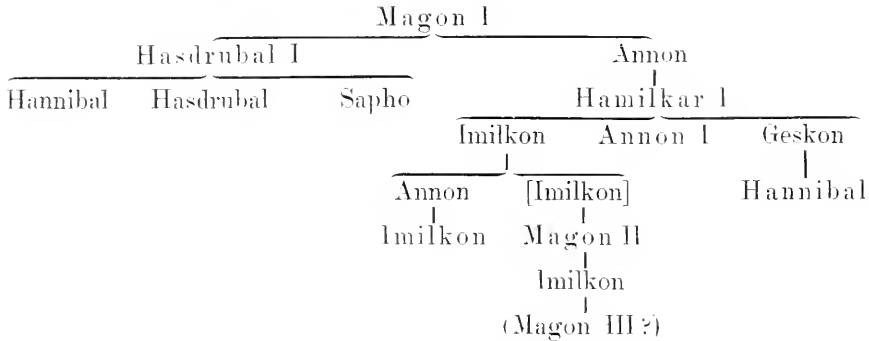 Magon I
Hasdrubal I Annon
Hannibal Hasdrubal Sapho Hamilkar I
Imilkon Annon I Geskon
Annon [Imilkon] Hannibal
Imilkon Magon II
Imilkon
(Magon III?)